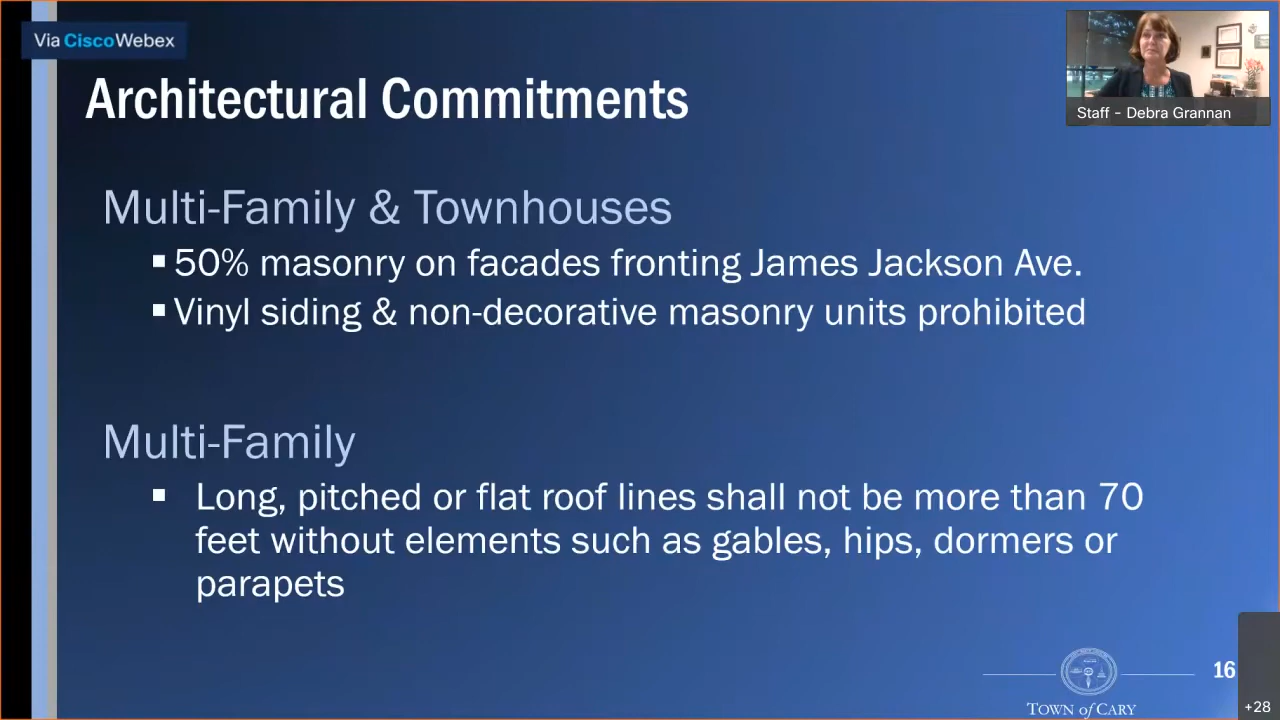 Via Cisco Webex
Architectural Commitments
Staff - Debra Grannan
Multi-Family & Townhouses
▪ 50% masonry on facades fronting James Jackson Ave.
▪ Vinyl siding & non-decorative masonry units prohibited
Multi-Family
▪ Long, pitched or flat roof lines shall not be more than 70
feet without elements such as gables, hips, dormers or
parapets
16
TOWN of CARY
+28